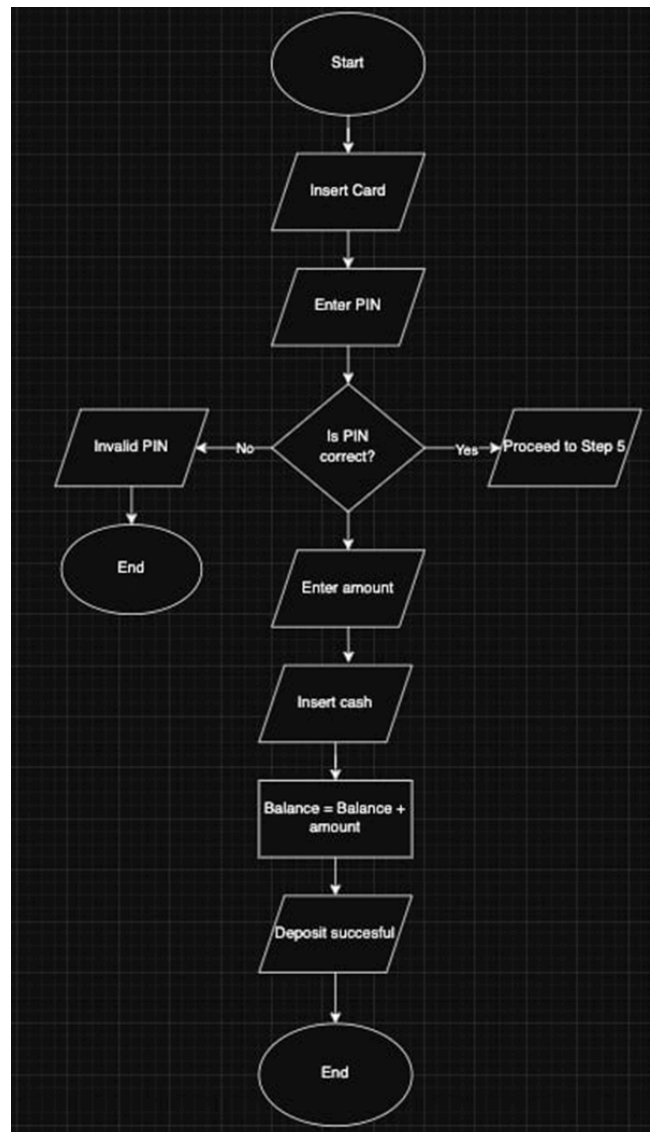 Start
Insert Card
Enter PIN
Is PIN
correct?
No
Invalid PIN
End
Yes
Proceed to Step 5
Enter amount
Insert cash
Balance = Balance +
amount
Deposit succesful
End